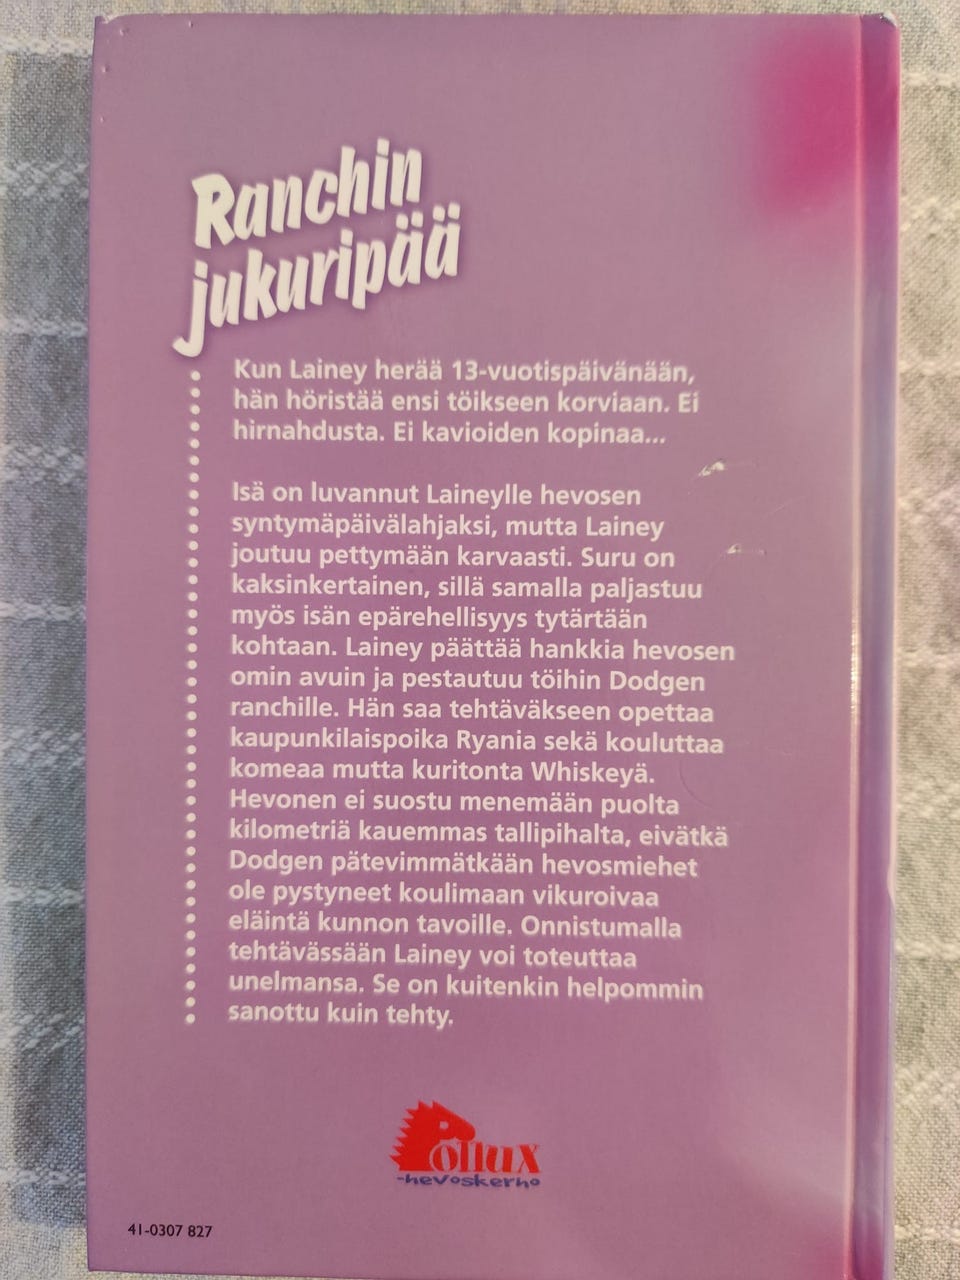 Ranchin
jukuripää
Kun Lainey herää 13-vuotispäivänään,
hän höristää ensi töikseen korviaan. Ei
hirnahdusta. Ei kavioiden kopinaa...
Isä on luvannut Laineylle hevosen
syntymäpäivälahjaksi, mutta Lainey
joutuu pettymään karvaasti. Suru on
kaksinkertainen, sillä samalla paljastuu
myös isän epärehellisyys tytärtään
kohtaan. Lainey päättää hankkia hevosen
omin avuin ja pestautuu töihin Dodgen
ranchille. Hän saa tehtäväkseen opettaa
kaupunkilaispoika Ryania sekä kouluttaa
komeaa mutta kuritonta Whiskeyä.
Hevonen ei suostu menemään puolta
kilometriä kauemmas tallipihalta, eivätkä
Dodgen pätevimmätkään hevosmiehet
ole pystyneet koulimaan vikuroivaa
eläintä kunnon tavoille. Onnistumalla
tehtävässään Lainey voi toteuttaa
unelmansa. Se on kuitenkin helpommin
sanottu kuin tehty.
Pollux
-hevoskerho
41-0307 827